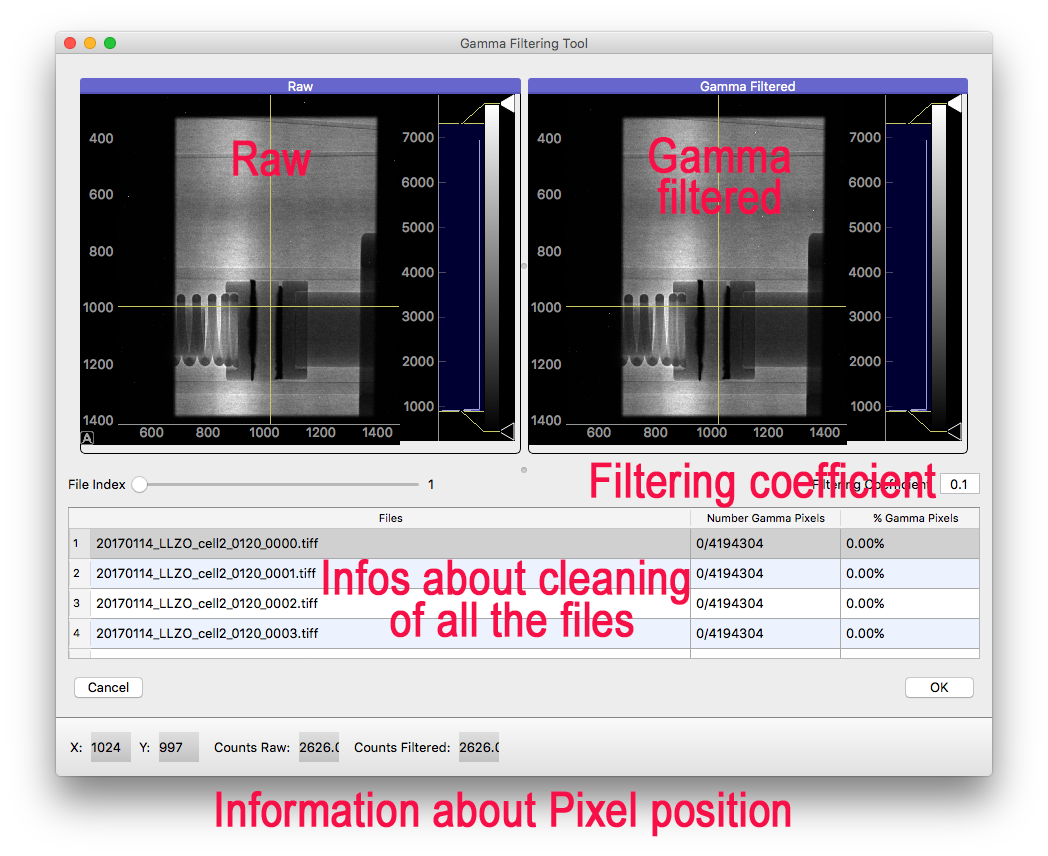 Gamma Filtering Tool
Raw
Gamma Filtered
400
600
800
1000
1200
1400
600 800 1000 1200 1400
7000
6000
5000
4000
3000
2000
1000
A
Raw
400
600
800
1000
1200
1400
600 800 1000 1200 1400
7000
6000
5000
4000
3000
2000
1000
Gamma
filtered
File Index 1
Filtering Coefficient 0.1
Filtering coefficient
Files Number Gamma Pixels % Gamma Pixels
1 20170114_LLZO_cell2_0120_0000.tiff 0/4194304 0.00%
2 20170114_LLZO_cell2_0120_0001.tiff 0/4194304 0.00%
3 20170114_LLZO_cell2_0120_0002.tiff 0/4194304 0.00%
4 20170114_LLZO_cell2_0120_0003.tiff 0/4194304 0.00%
Infos about cleaning
of all the files
Cancel OK
X: 1024 Y: 997 Counts Raw: 2626.0 Counts Filtered: 2626.0
Information about Pixel position